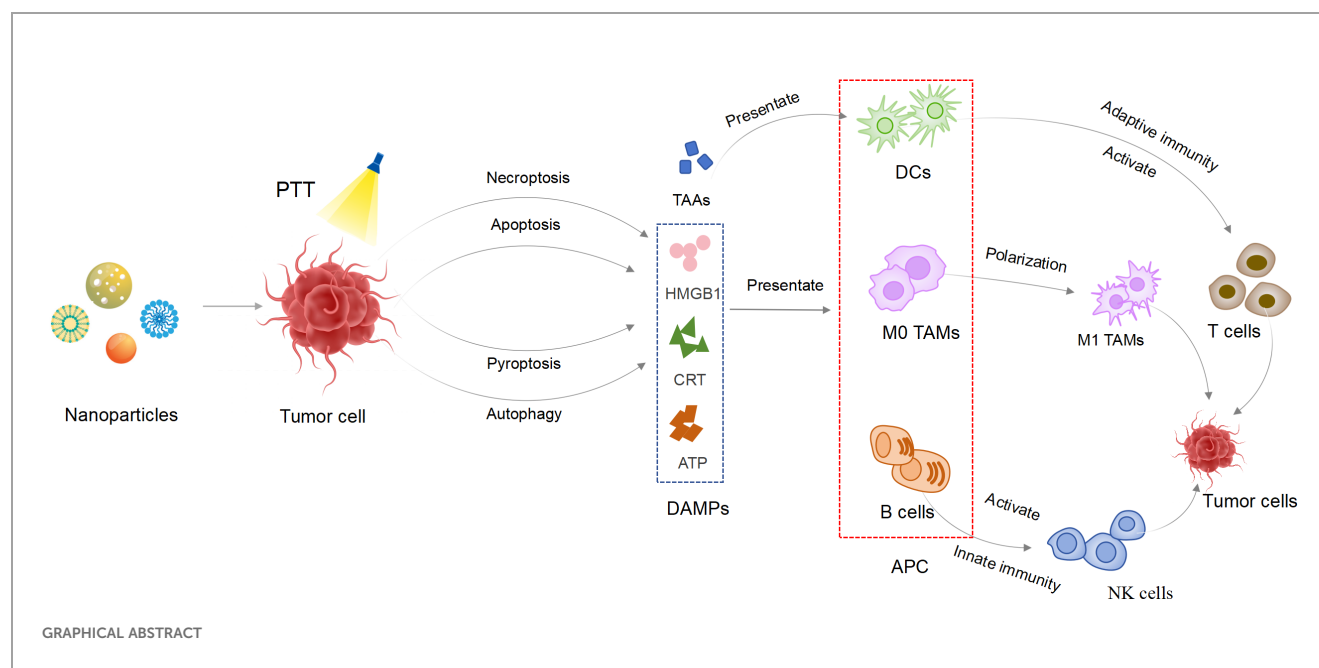 PTT
Nanoparticles
Tumor cell
Necroptosis
Apoptosis
Pyroptosis
Autophagy
TAAs
HMGB1
CRT
ATP
DAMPs
Presentate
Presentate
DCs
M0 TAMs
B cells
APC
Adaptive immunity
Activate
Polarization
M1 TAMs
T cells
Tumor cells
Activate
Innate immunity
NK cells
GRAPHICAL ABSTRACT